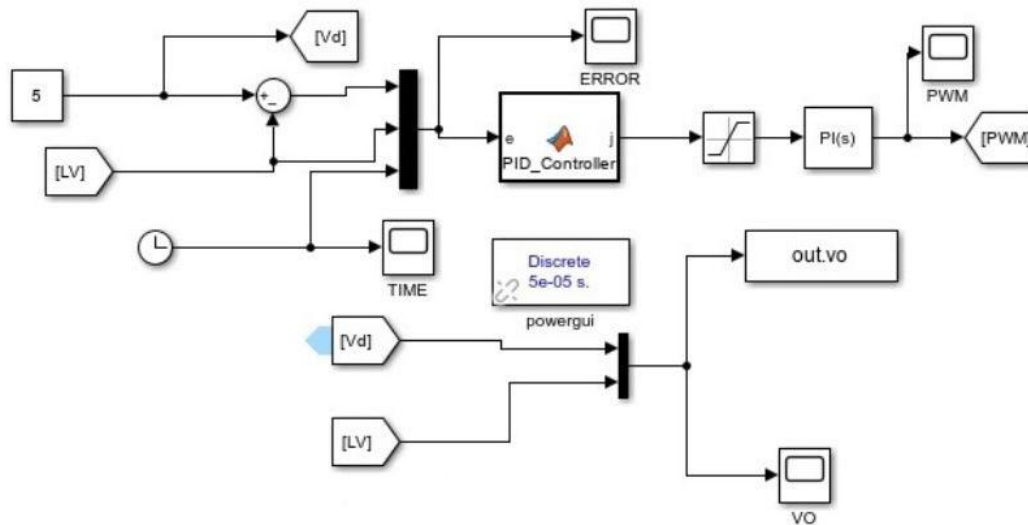 [Vd]
5
+
_
ERROR
PWM
e
j
PID_Controller
PI(s)
[PWM]
[LV]
TIME
Discrete
5e-05 s.
powergui
out.vo
[Vd]
[LV]
VO